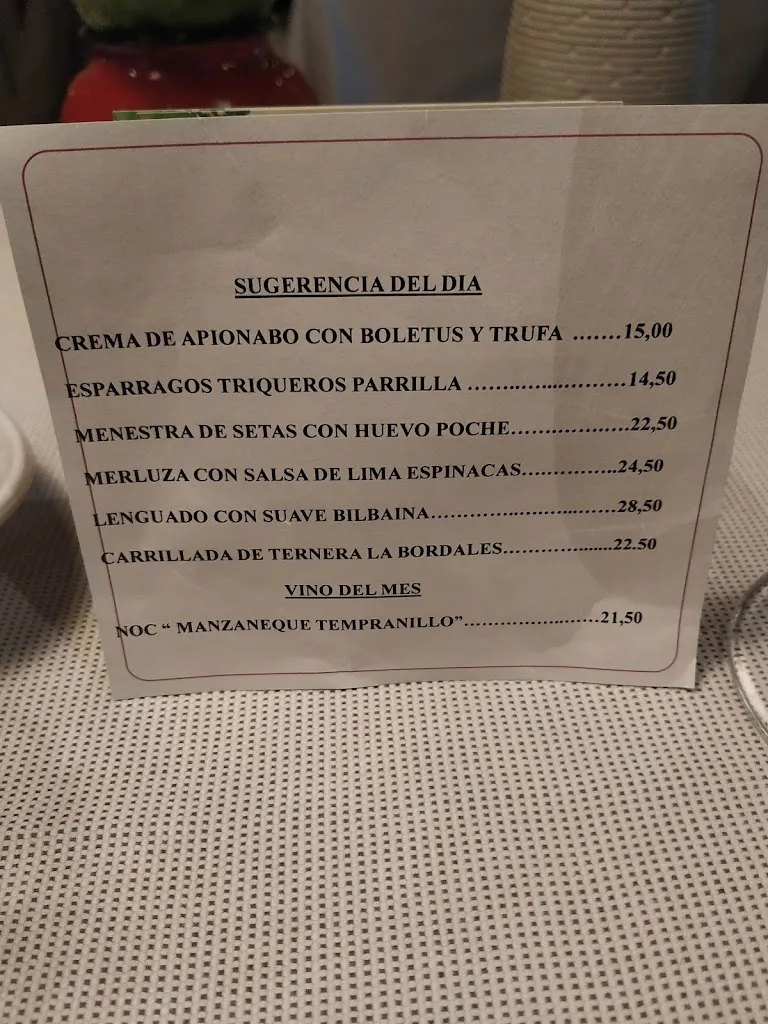 SUGERENCIA DEL DIA
CREMA DE APIONABO CON BOLETUS Y TRUFA .......15,00
ESPARRAGOS TRIQUEROS PARRILLA ........................14,50
MENESTRA DE SETAS CON HUEVO POCHE..................22,50
MERLUZA CON SALSA DE LIMA ESPINACAS..............24,50
LENGUADO CON SUAVE BILBAINA............................28,50
CARRILLADA DE TERNERA LA BORDALES..................22.50
VINO DEL MES
NOC “ MANZANEQUE TEMPRANILLO”.......................21,50